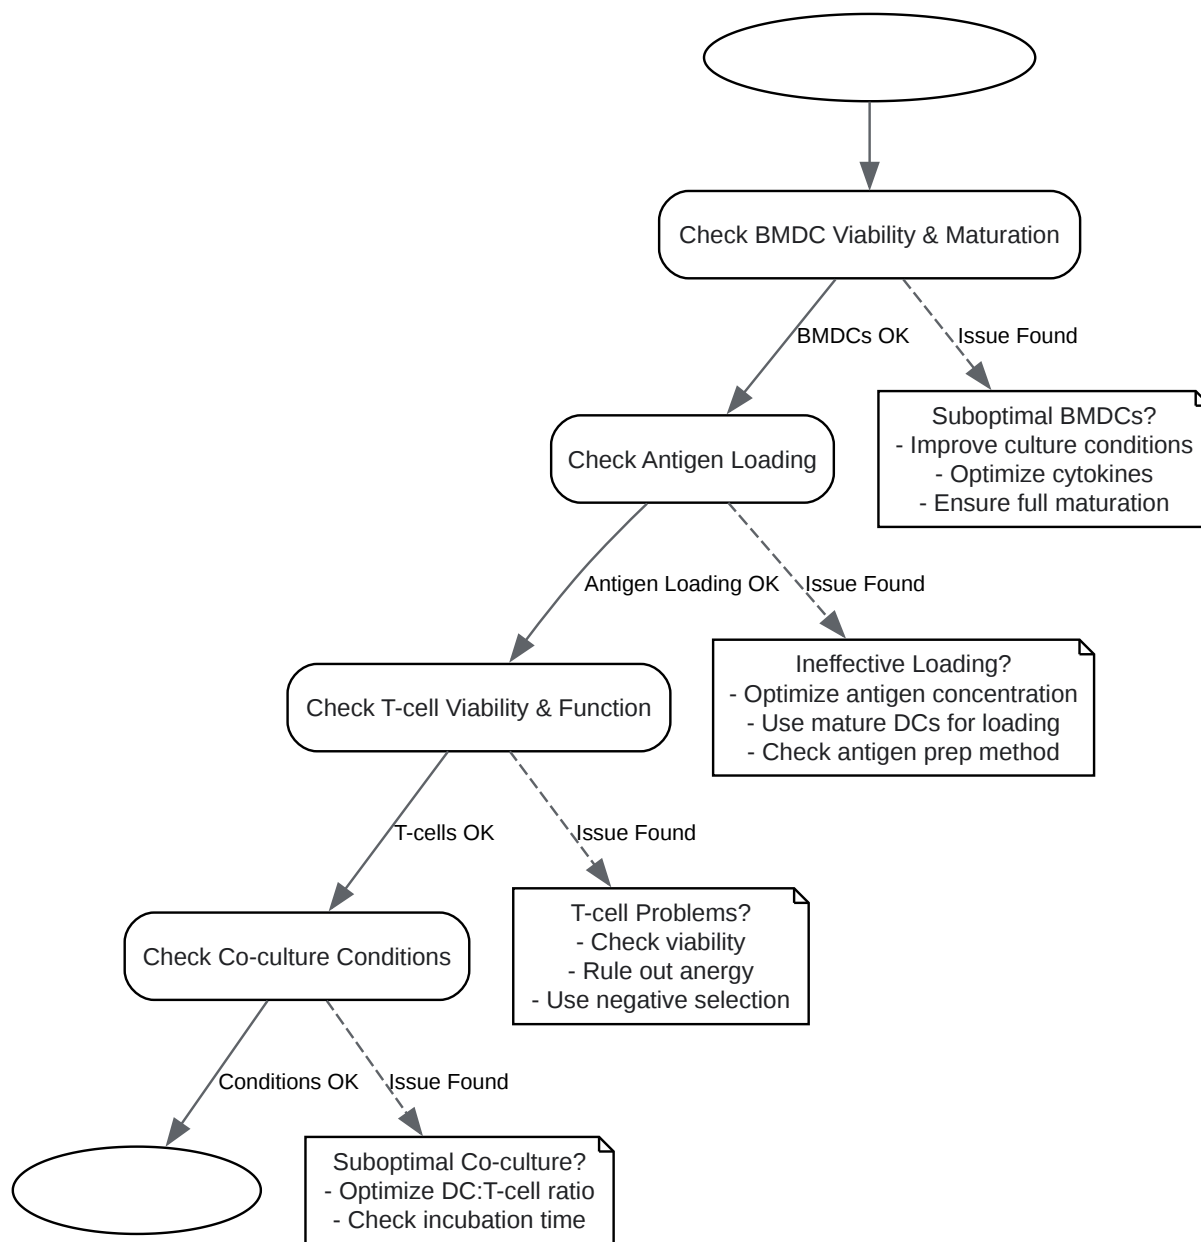 Check BMDC Viability & Maturation
BMDCs OK
Issue Found
Suboptimal BMDCs?
- Improve culture conditions
- Optimize cytokines
- Ensure full maturation
Check Antigen Loading
Antigen Loading OK
Issue Found
Ineffective Loading?
- Optimize antigen concentration
- Use mature DCs for loading
- Check antigen prep method
Check T-cell Viability & Function
T-cells OK
Issue Found
T-cell Problems?
- Check viability
- Rule out anergy
- Use negative selection
Check Co-culture Conditions
Conditions OK
Issue Found
Suboptimal Co-culture?
- Optimize DC:T-cell ratio
- Check incubation time